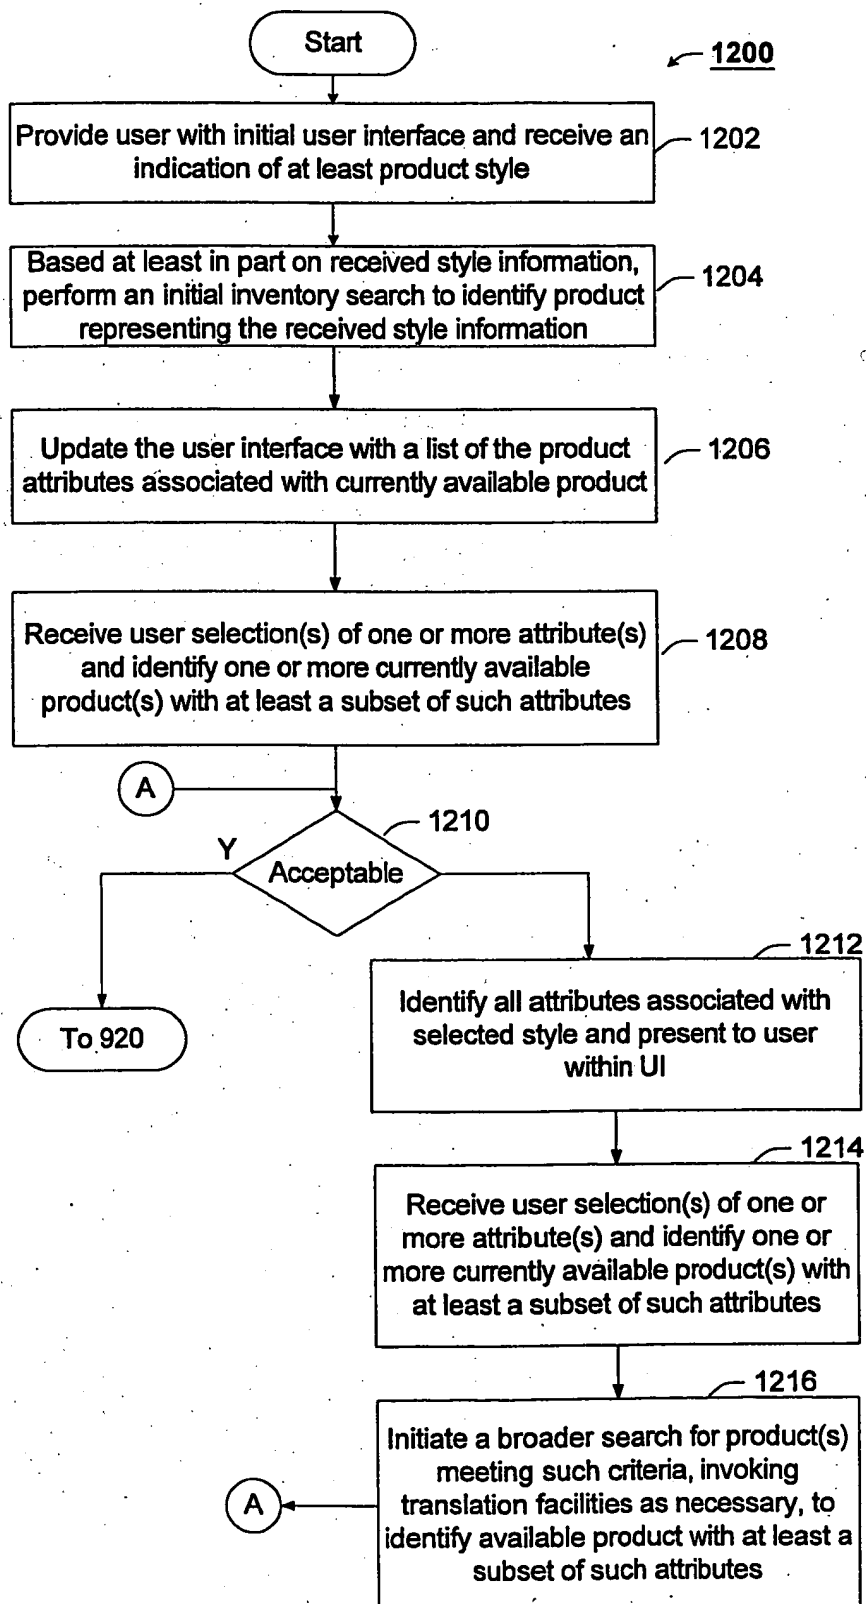 Start
1200
Provide user with initial user interface and receive an
indication of at least product style
1202
Based at least in part on received style information,
perform an initial inventory search to identify product
representing the received style information
1204
Update the user interface with a list of the product
attributes associated with currently available product
1206
Receive user selection(s) of one or more attribute(s)
and identify one or more currently available
product(s) with at least a subset of such attributes
1208
A
1210
Y
Acceptable
To 920
1212
Identify all attributes associated with
selected style and present to user
within UI
1214
Receive user selection(s) of one or
more attribute(s) and identify one or
more currently available product(s) with
at least a subset of such attributes
1216
Initiate a broader search for product(s)
meeting such criteria, invoking
translation facilities as necessary, to
identify available product with at least a
subset of such attributes
A